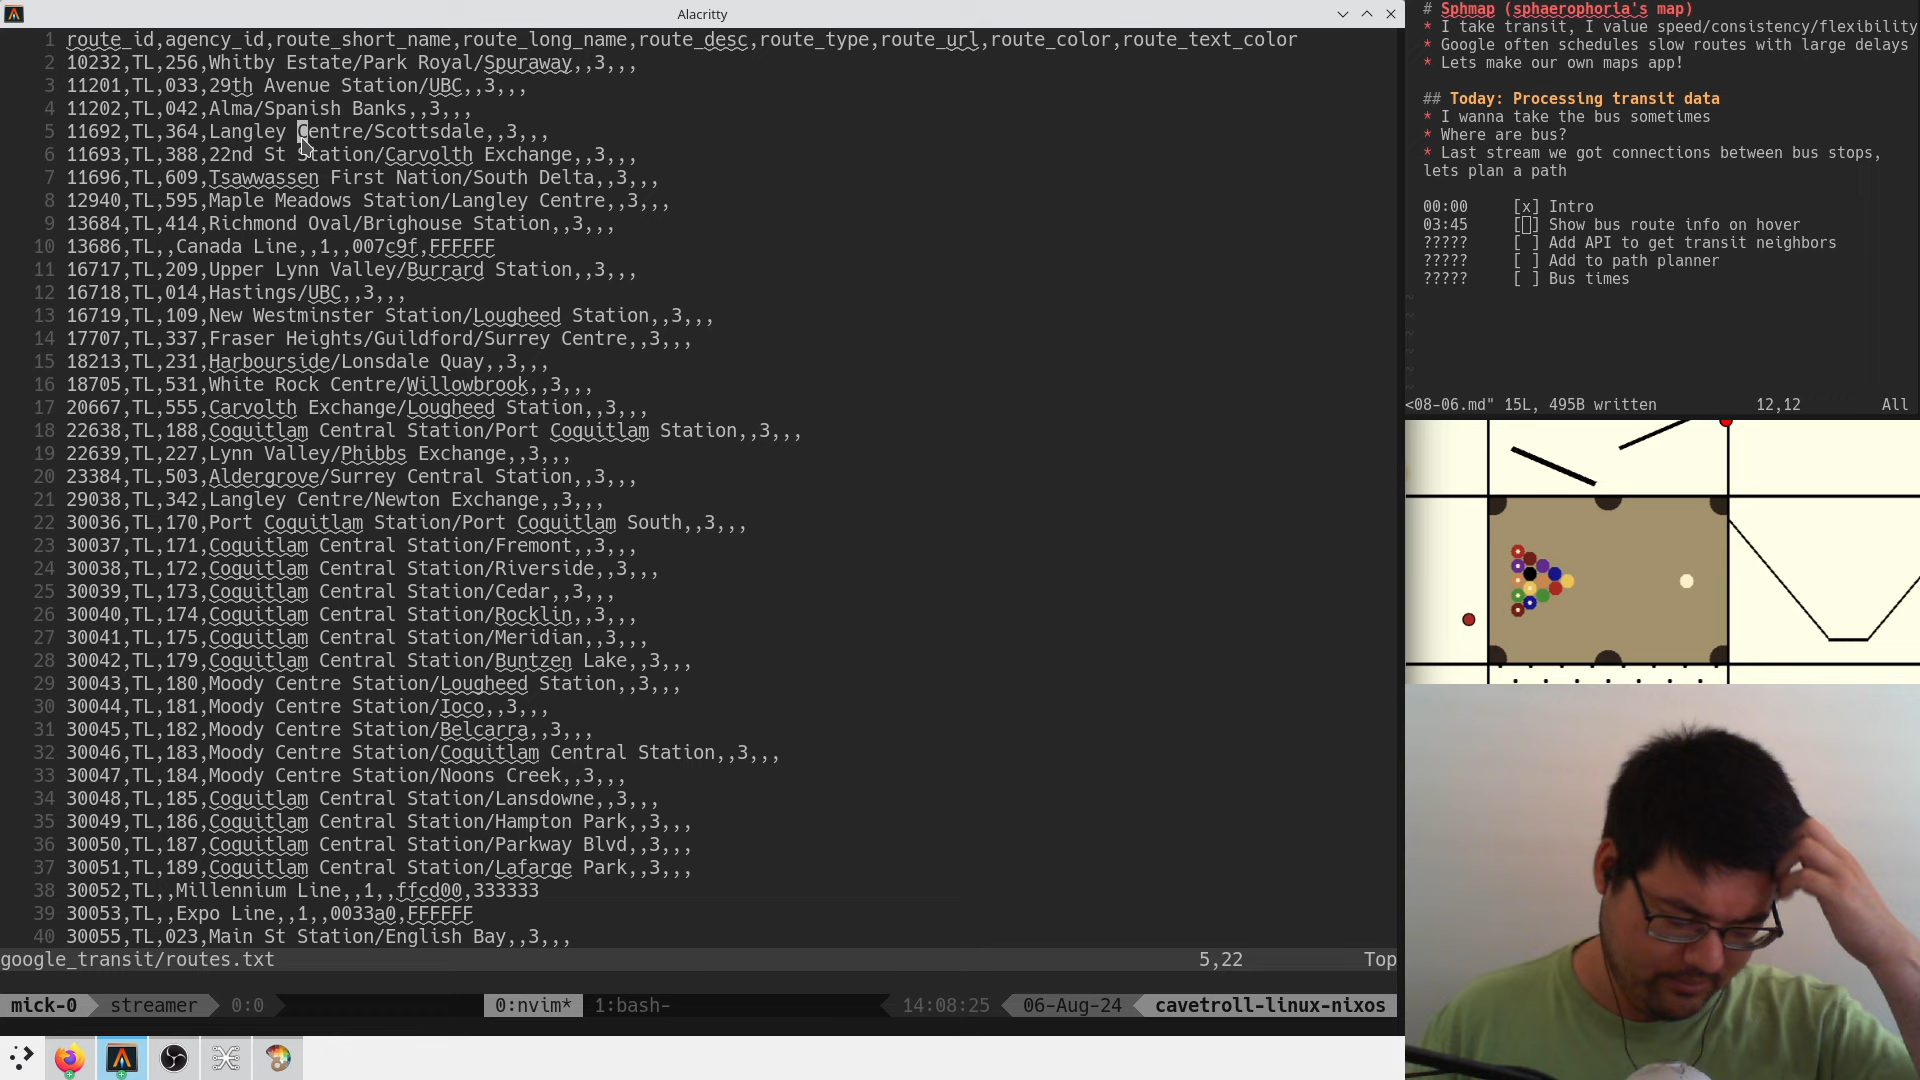 Alacritty
1 route_id,agency_id,route_short_name,route_long_name,route_desc,route_type,route_url,route_color,route_text_color
2 10232,TL,256,Whitby Estate/Park Royal/Spuraway,,3,,,
3 11201,TL,033,29th Avenue Station/UBC,,3,,,
4 11202,TL,042,Alma/Spanish Banks,,3,,,
5 11692,TL,364,Langley Centre/Scottsdale,,3,,,
6 11693,TL,388,22nd St Station/Carvolth Exchange,,3,,,
7 11696,TL,609,Tsawwassen First Nation/South Delta,,3,,,
8 12940,TL,595,Maple Meadows Station/Langley Centre,,3,,,
9 13684,TL,414,Richmond Oval/Brighouse Station,,3,,,
10 13686,TL,,Canada Line,,1,,007c9f,FFFFFF
11 16717,TL,209,Upper Lynn Valley/Burrard Station,,3,,,
12 16718,TL,014,Hastings/UBC,,3,,,
13 16719,TL,109,New Westminster Station/Lougheed Station,,3,,,
14 17707,TL,337,Fraser Heights/Guildford/Surrey Centre,,3,,,
15 18213,TL,231,Harbourside/Lonsdale Quay,,3,,,
16 18705,TL,531,White Rock Centre/Willowbrook,,3,,,
17 20667,TL,555,Carvolth Exchange/Lougheed Station,,3,,,
18 22638,TL,188,Coquitlam Central Station/Port Coquitlam Station,,3,,,
19 22639,TL,227,Lynn Valley/Phibbs Exchange,,3,,,
20 23384,TL,503,Aldergrove/Surrey Central Station,,3,,,
21 29038,TL,342,Langley Centre/Newton Exchange,,3,,,
22 30036,TL,170,Port Coquitlam Station/Port Coquitlam South,,3,,,
23 30037,TL,171,Coquitlam Central Station/Fremont,,3,,,
24 30038,TL,172,Coquitlam Central Station/Riverside,,3,,,
25 30039,TL,173,Coquitlam Central Station/Cedar,,3,,,
26 30040,TL,174,Coquitlam Central Station/Rocklin,,3,,,
27 30041,TL,175,Coquitlam Central Station/Meridian,,3,,,
28 30042,TL,179,Coquitlam Central Station/Buntzen Lake,,3,,,
29 30043,TL,180,Moody Centre Station/Lougheed Station,,3,,,
30 30044,TL,181,Moody Centre Station/Ioco,,3,,,
31 30045,TL,182,Moody Centre Station/Belcarra,,3,,,
32 30046,TL,183,Moody Centre Station/Coquitlam Central Station,,3,,,
33 30047,TL,184,Moody Centre Station/Noons Creek,,3,,,
34 30048,TL,185,Coquitlam Central Station/Lansdowne,,3,,,
35 30049,TL,186,Coquitlam Central Station/Hampton Park,,3,,,
36 30050,TL,187,Coquitlam Central Station/Parkway Blvd,,3,,,
37 30051,TL,189,Coquitlam Central Station/Lafarge Park,,3,,,
38 30052,TL,,Millennium Line,,1,,ffcd00,333333
39 30053,TL,,Expo Line,,1,,0033a0,FFFFFF
40 30055,TL,023,Main St Station/English Bay,,3,,,
google_transit/routes.txt 5,22 Top
mick-0 streamer 0:0 0:nvim* 1:bash- 14:08:25 06-Aug-24 cavetroll-linux-nixos
# Sphmap (sphaerophoria's map)
* I take transit, I value speed/consistency/flexibility
* Google often schedules slow routes with large delays
* Lets make our own maps app!
## Today: Processing transit data
* I wanna take the bus sometimes
* Where are bus?
* Last stream we got connections between bus stops,
lets plan a path
00:00 [x] Intro
03:45 [ ] Show bus route info on hover
????? [ ] Add API to get transit neighbors
????? [ ] Add to path planner
????? [ ] Bus times
~
~
~
~
~
~
<08-06.md" 15L, 495B written 12,12 All